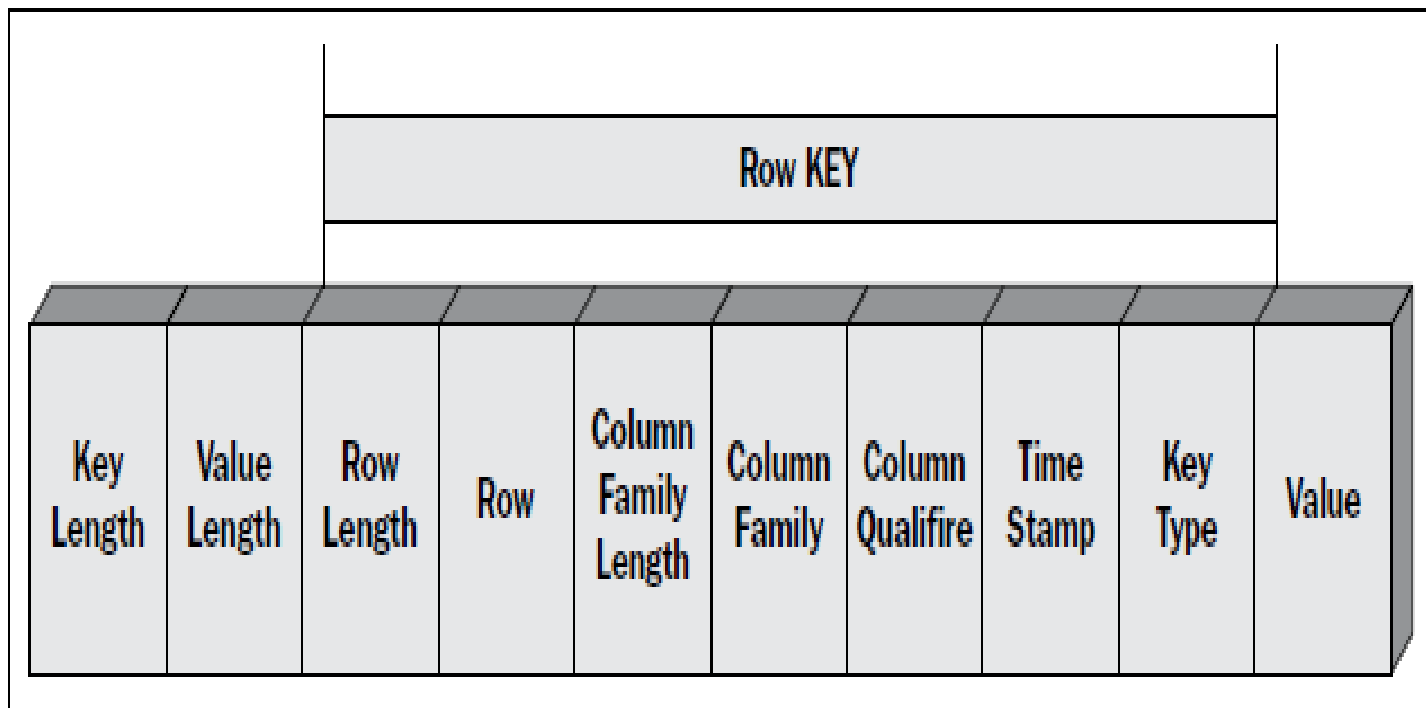 Row KEY
Key
Length
Value
Length
Row
Length
Row
Column
Family
Length
Column
Family
Column
Qualifire
Time
Stamp
Key
Type
Value